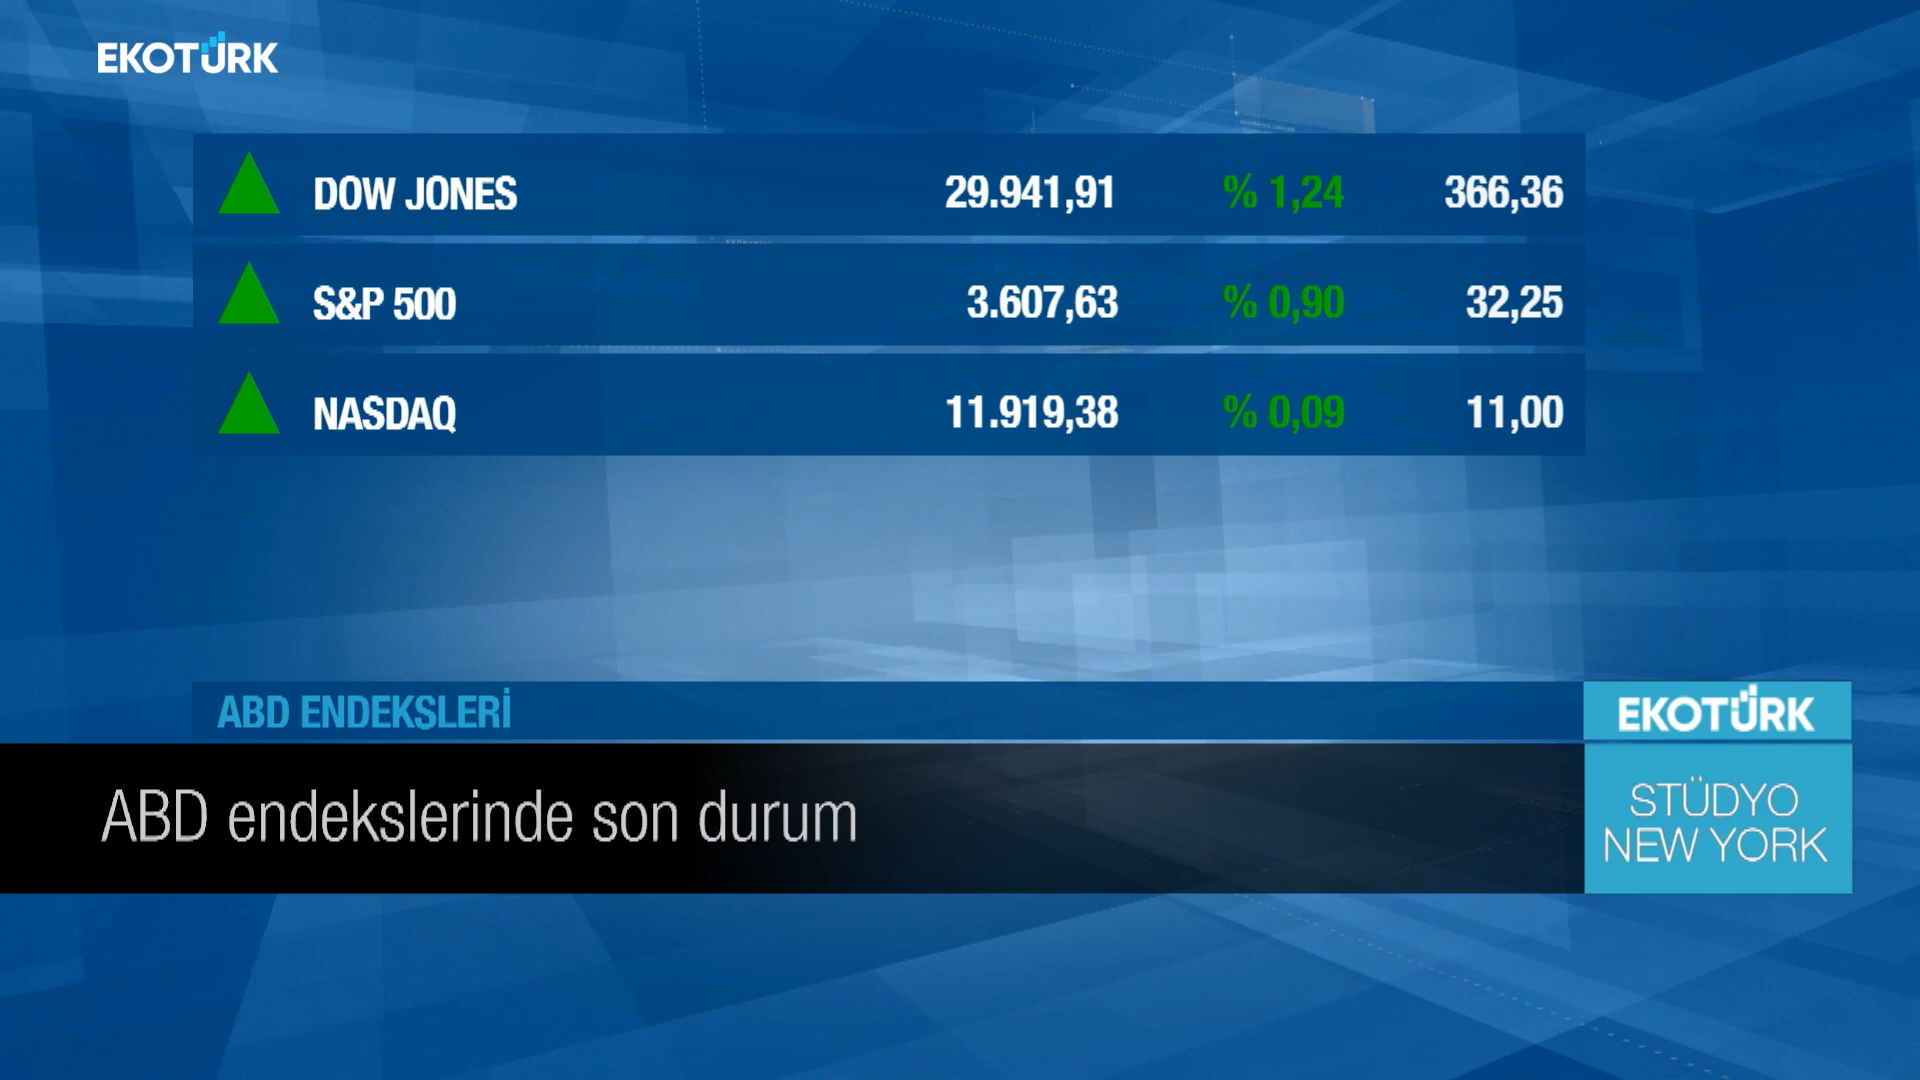 EKOTÜRK
DOW JONES 29.941,91 % 1,24 366,36
S&P 500 3.607,63 % 0,90 32,25
NASDAQ 11.919,38 % 0,09 11,00
ABD ENDEKSLERİ
EKOTÜRK
ABD endekslerinde son durum
STÜDYO
NEW YORK